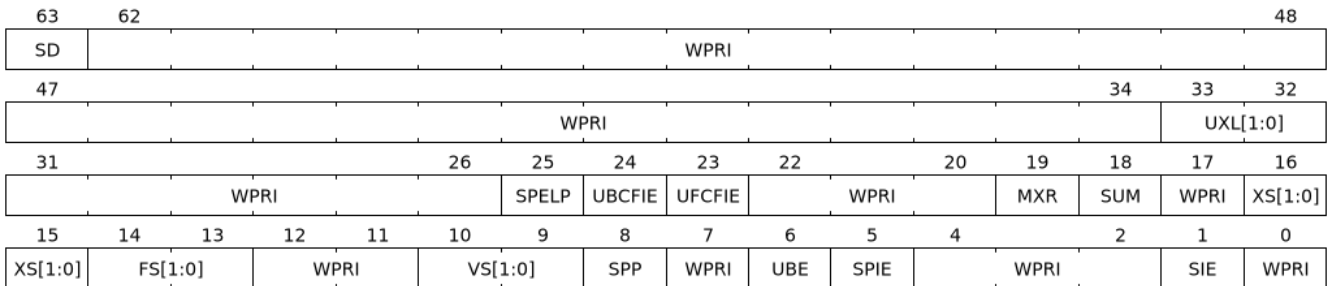 63 62 48
SD WPRI
47 34 33 32
WPRI UXL[1:0]
31 26 25 24 23 22 20 19 18 17 16
WPRI SPELP UBCFIE UFCFIE WPRI MXR SUM WPRI XS[1:0]
15 14 13 12 11 10 9 8 7 6 5 4 2 1 0
XS[1:0] FS[1:0] WPRI VS[1:0] SPP WPRI UBE SPIE WPRI SIE WPRI